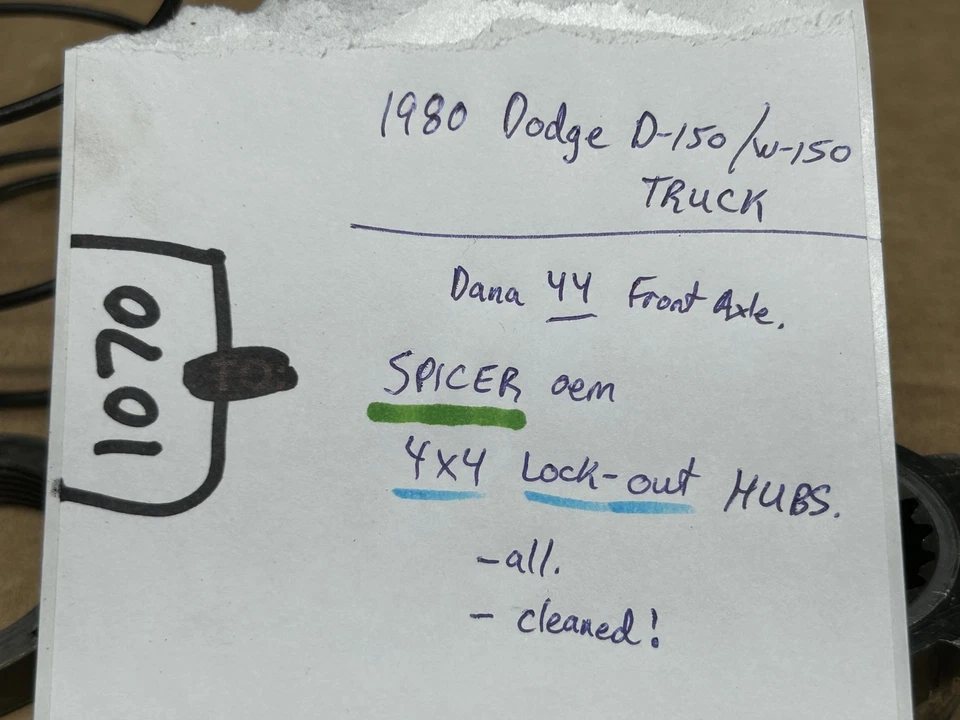 1980 Dodge D-150/W-150
TRUCK
Dana 44 Front Axle.
SPICER oem
4x4 Lock-out HUBS.
-all.
- cleaned!
1070